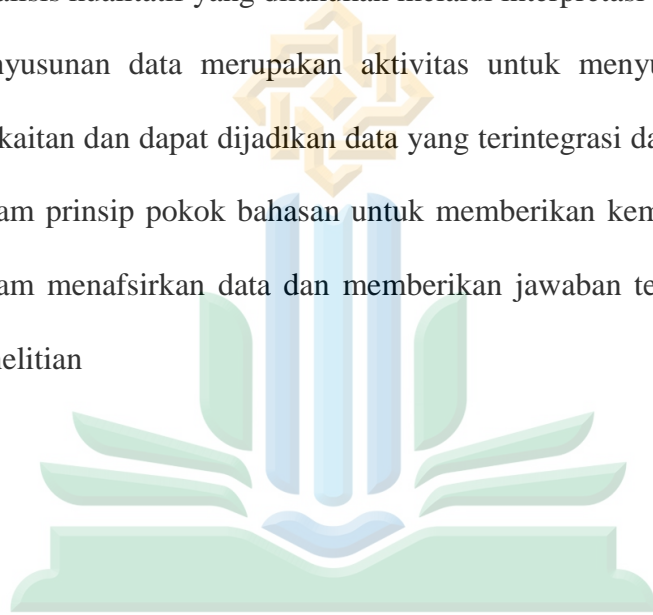 nyusunan data merupakan aktivitas untuk menyu
kaitan dan dapat dijadikan data yang terintegrasi da
am prinsip pokok bahasan untuk memberikan kem
am menafsirkan data dan memberikan jawaban te
nelitian